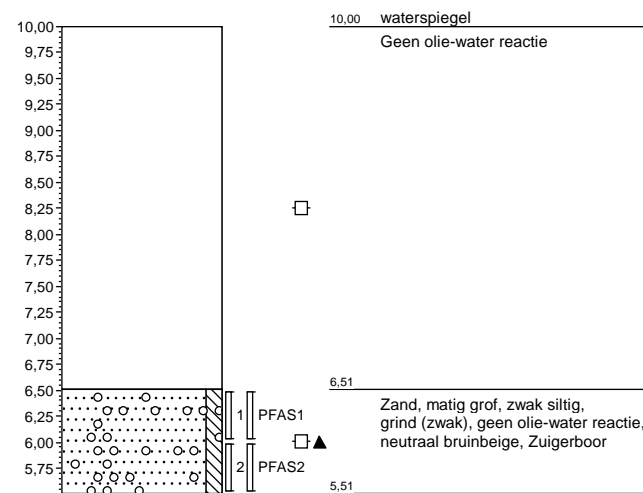 10,00
9,75
9,50
9,25
9,00
8,75
8,50
8,25
8,00
7,75
7,50
7,25
7,00
6,75
6,50
6,25
6,00
5,75
1 PFAS1
2 PFAS2
10,00 waterspiegel
Geen olie-water reactie
6,51
Zand, matig grof, zwak siltig,
grind (zwak), geen olie-water reactie,
neutraal bruinbeige, Zuigerboor
5,51